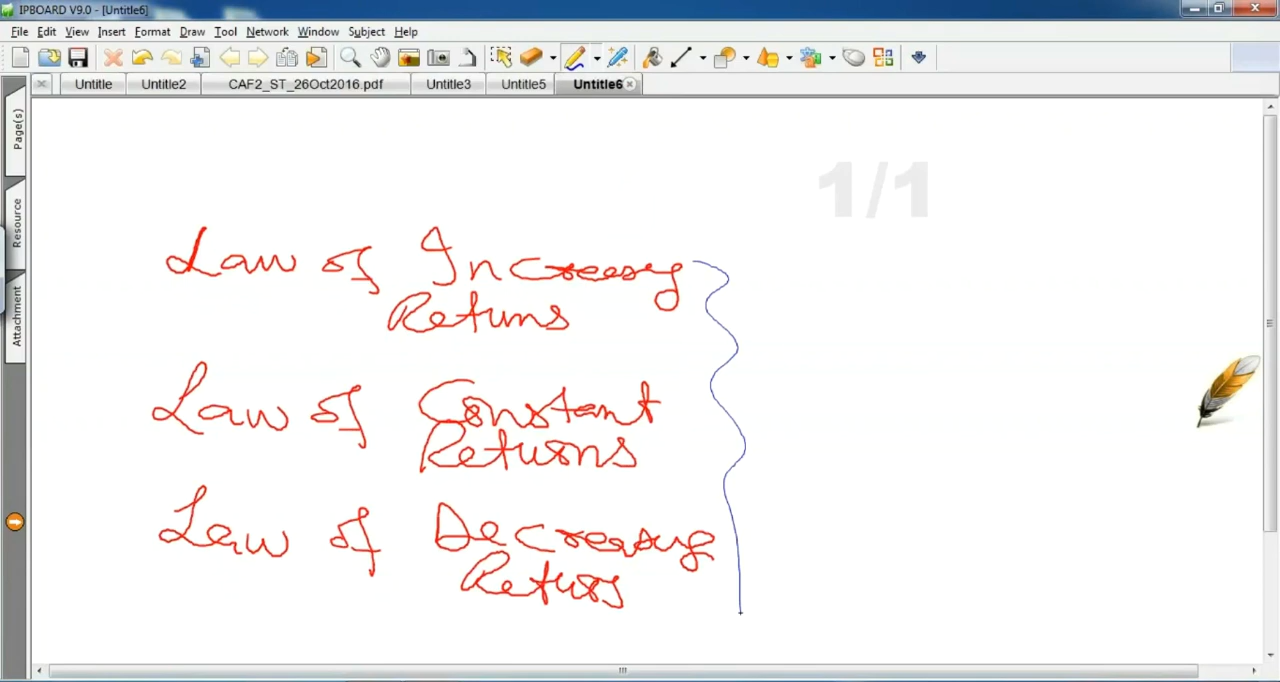 IPBOARD V9.0 - [Untitle6]
File Edit View Insert Format Draw Tool Network Window Subject Help
Untitle Untitle2 CAF2_ST_26Oct2016.pdf Untitle3 Untitle5 Untitle6
Page(s)
Resource
Attachment
1/1
Law of Increasing
Returns
Law of Constant
Returns
Law of Decreasing
Returns